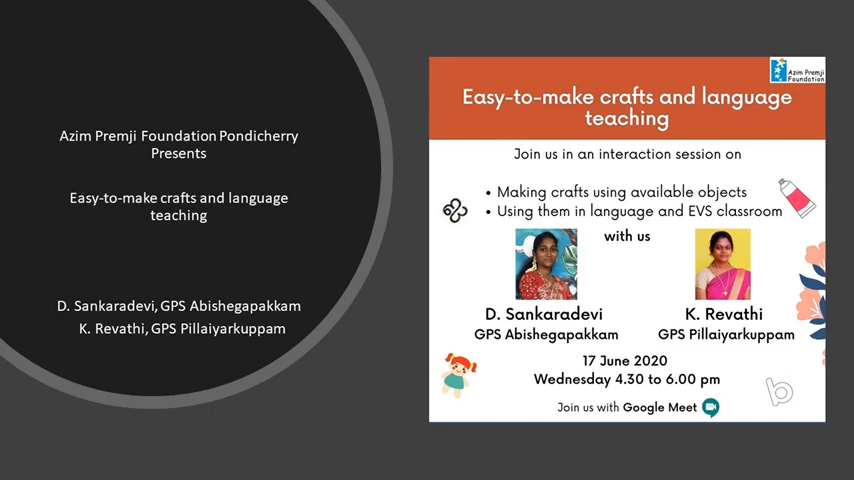 Azim Premji Foundation Pondicherry
Presents
Easy-to-make crafts and language
teaching
D. Sankaradevi, GPS Abishegapakkam
K. Revathi, GPS Pillaiyarkuppam
Azim Premji
Foundation
Easy-to-make crafts and language
teaching
Join us in an interaction session on
• Making crafts using available objects
• Using them in language and EVS classroom
with us
D. Sankaradevi
GPS Abishegapakkam
K. Revathi
GPS Pillaiyarkuppam
17 June 2020
Wednesday 4.30 to 6.00 pm
Join us with Google Meet
b